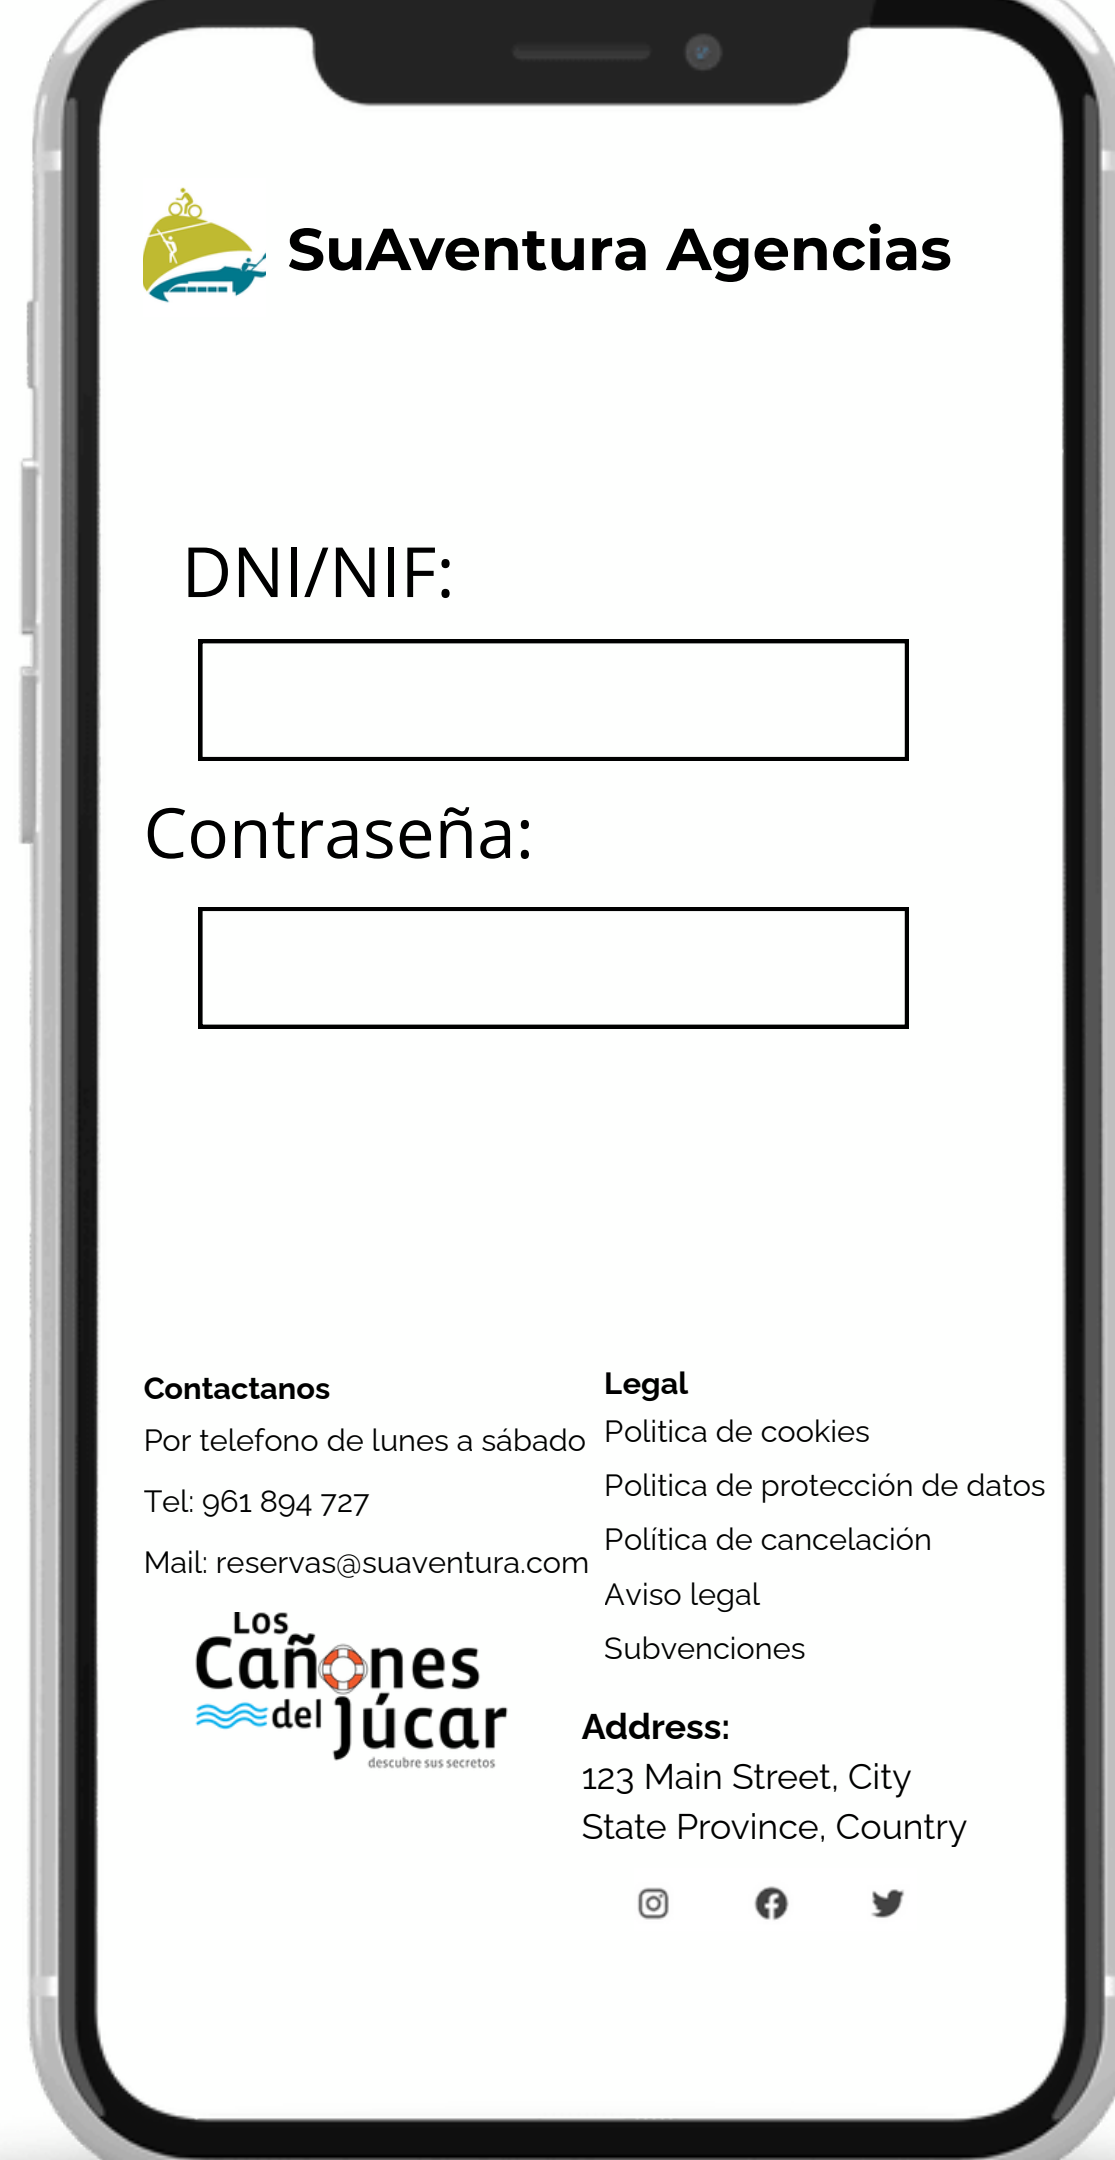 SuAventura Agencias
DNI/NIF:
Contraseña:
Contactanos
Por telefono de lunes a sábado
Tel: 961 894 727
Mail: reservas@suaventura.com
Los
Cañones
del Júcar
descubre sus secretos
Legal
Politica de cookies
Politica de protección de datos
Política de cancelación
Aviso legal
Subvenciones
Address:
123 Main Street, City
State Province, Country